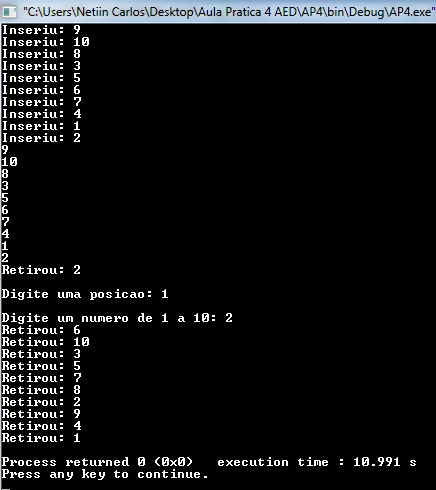 "C:\Users\Netiin Carlos\Desktop\Aula Pratica 4 AED\AP4\bin\Debug\AP4.exe"
Inseriu: 9
Inseriu: 10
Inseriu: 8
Inseriu: 3
Inseriu: 5
Inseriu: 6
Inseriu: 7
Inseriu: 4
Inseriu: 1
Inseriu: 2
9
10
8
3
5
6
7
4
1
2
Retirou: 2
Digite uma posicao: 1
Digite um numero de 1 a 10: 2
Retirou: 6
Retirou: 10
Retirou: 3
Retirou: 5
Retirou: 7
Retirou: 8
Retirou: 2
Retirou: 9
Retirou: 4
Retirou: 1
Process returned 0 (0x0)   execution time : 10.991 s
Press any key to continue.